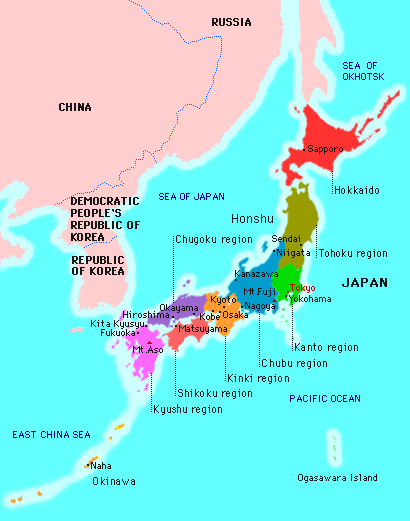 RUSSIA
SEA OF
OKHOTSK
CHINA
Sapporo
Hokkaido
SEA OF JAPAN
DEMOCRATIC
PEOPLE'S
REPUBLIC OF
KOREA
Honshu
Sendai
Niigata
Tohoku region
Chugoku region
REPUBLIC
OF KOREA
Kanazawa
Mt Fuji
Tokyo
Yokohama
JAPAN
Okayama
Kyoto
Nagoya
Hiroshima
Kobe
Osaka
Kita Kyusyu
Matsuyama
Fukuoka
Mt.Aso
Kanto region
Chubu region
Kinki region
Shikoku region
Kyushu region
PACIFIC OCEAN
EAST CHINA SEA
Naha
Okinawa
Ogasawara Island